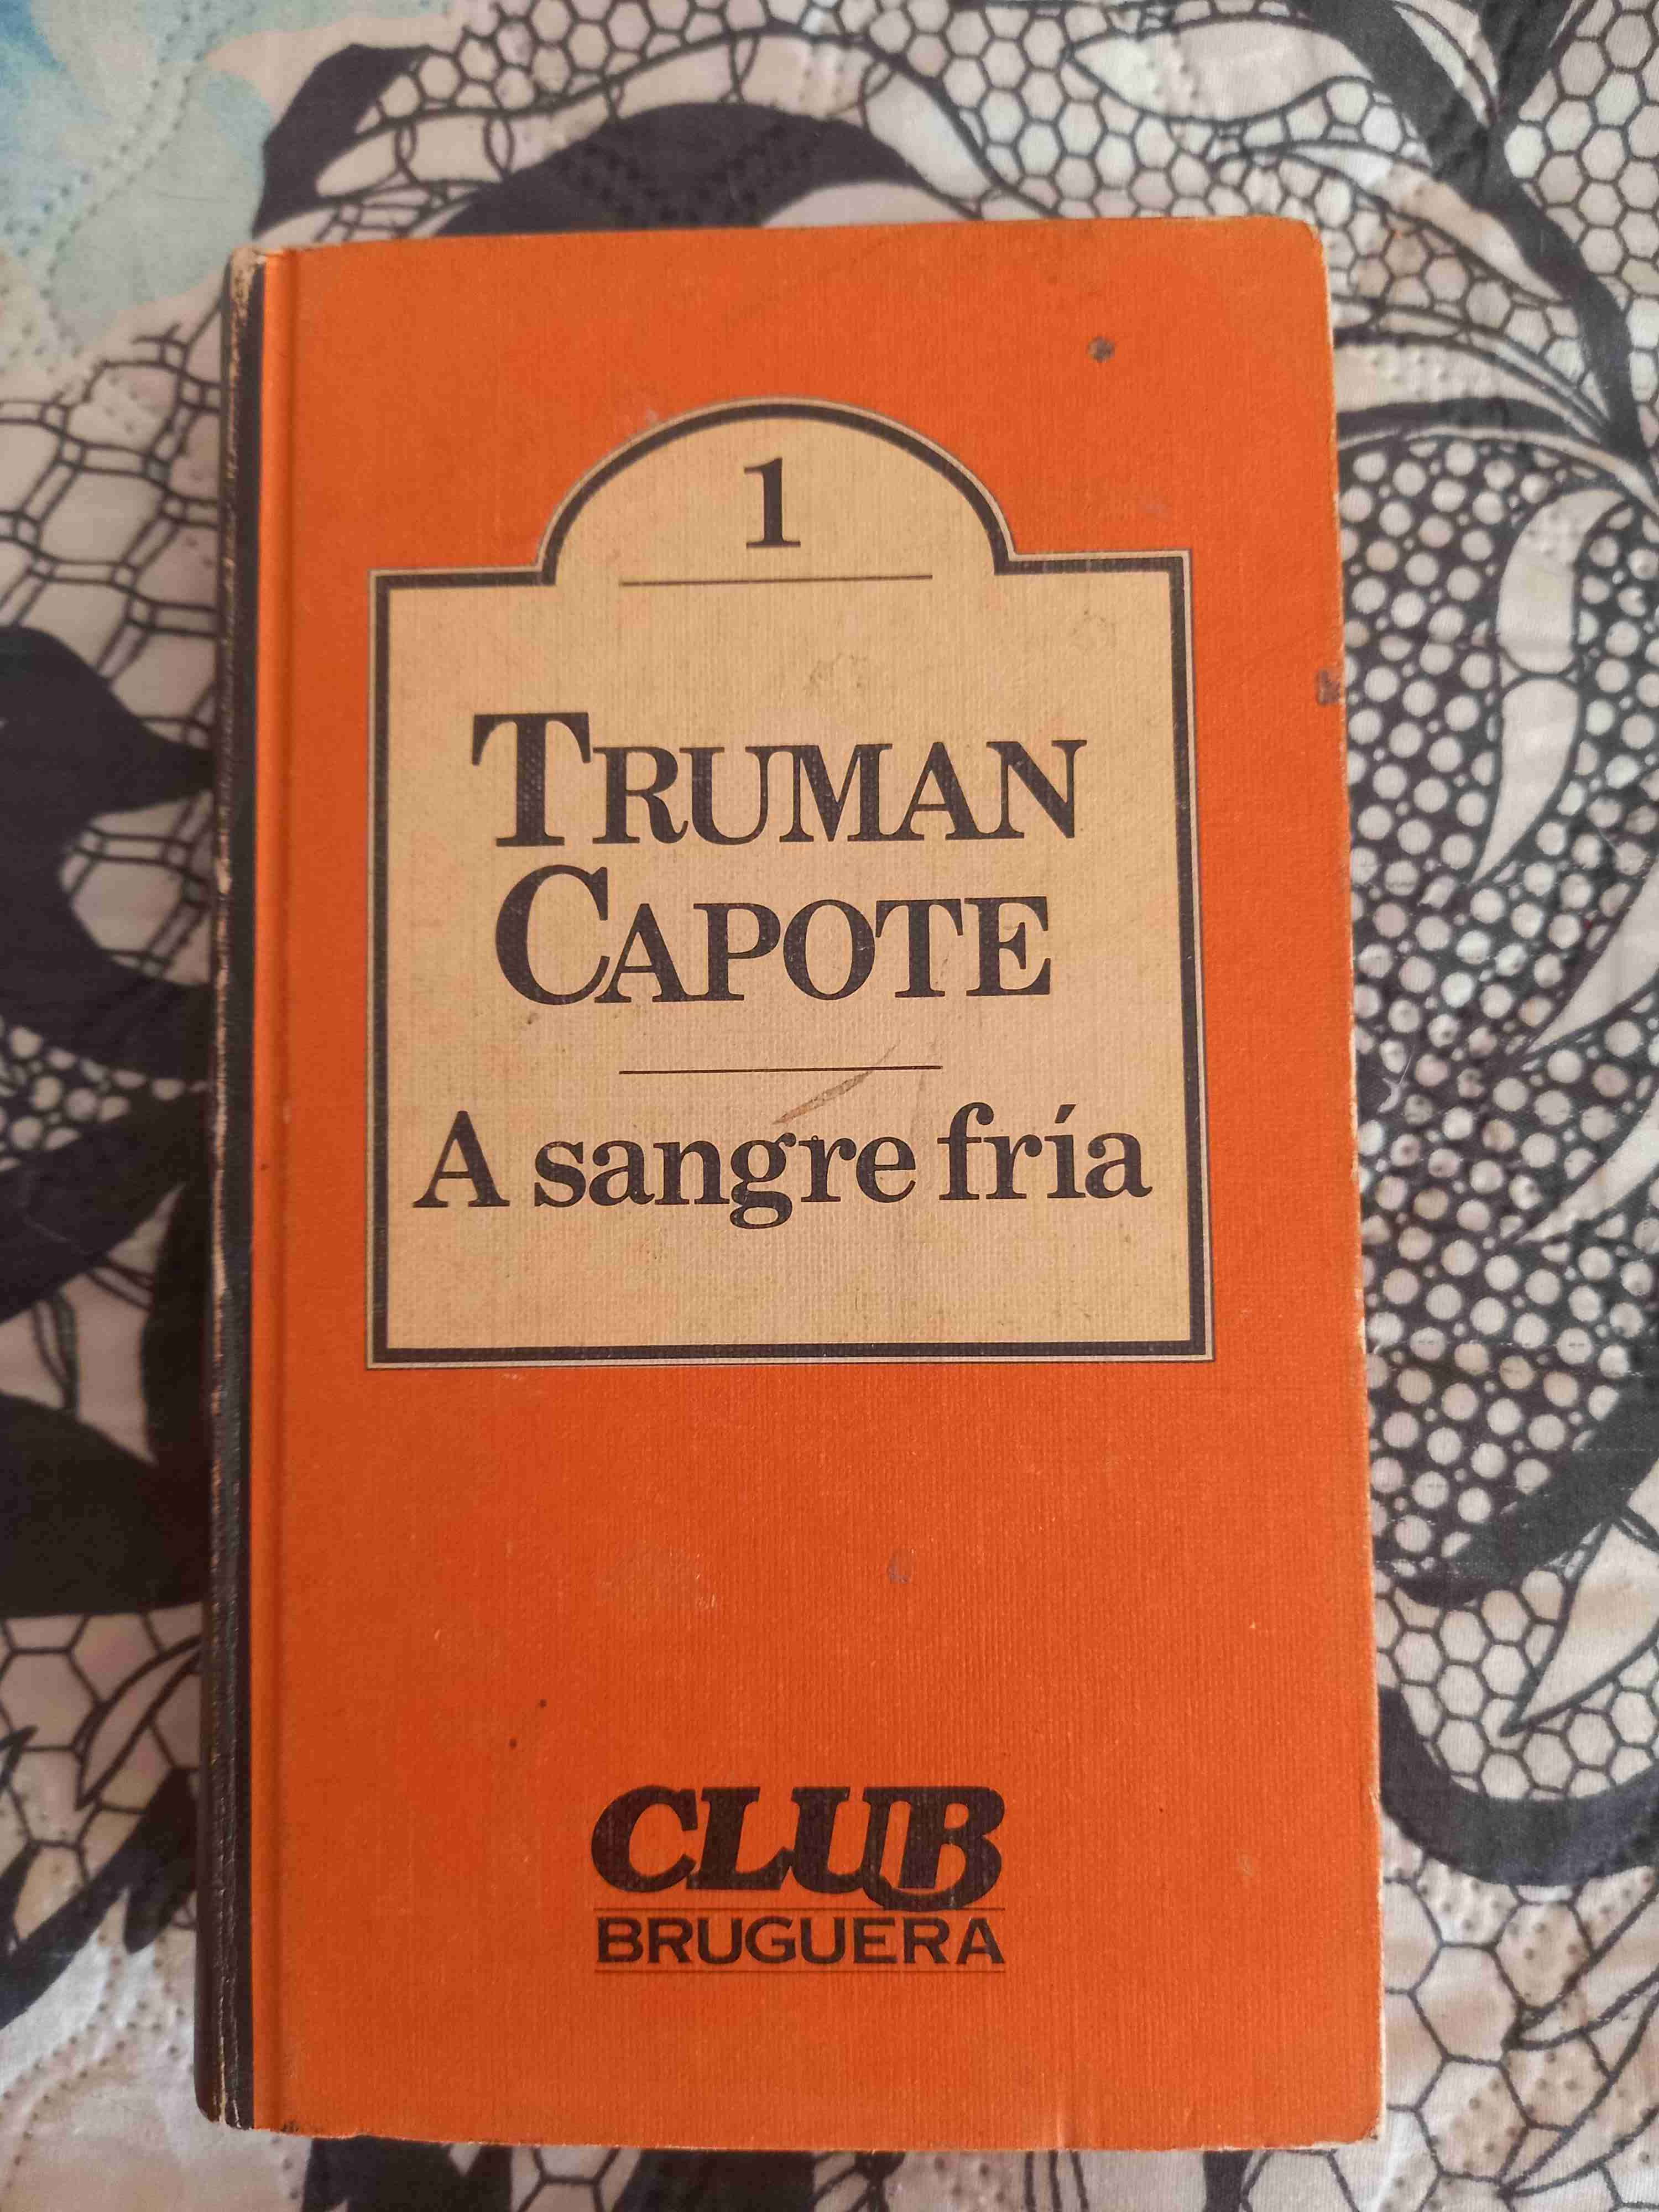 1
TRUMAN
CAPOTE
A sangre fría
CLUB
BRUGUERA